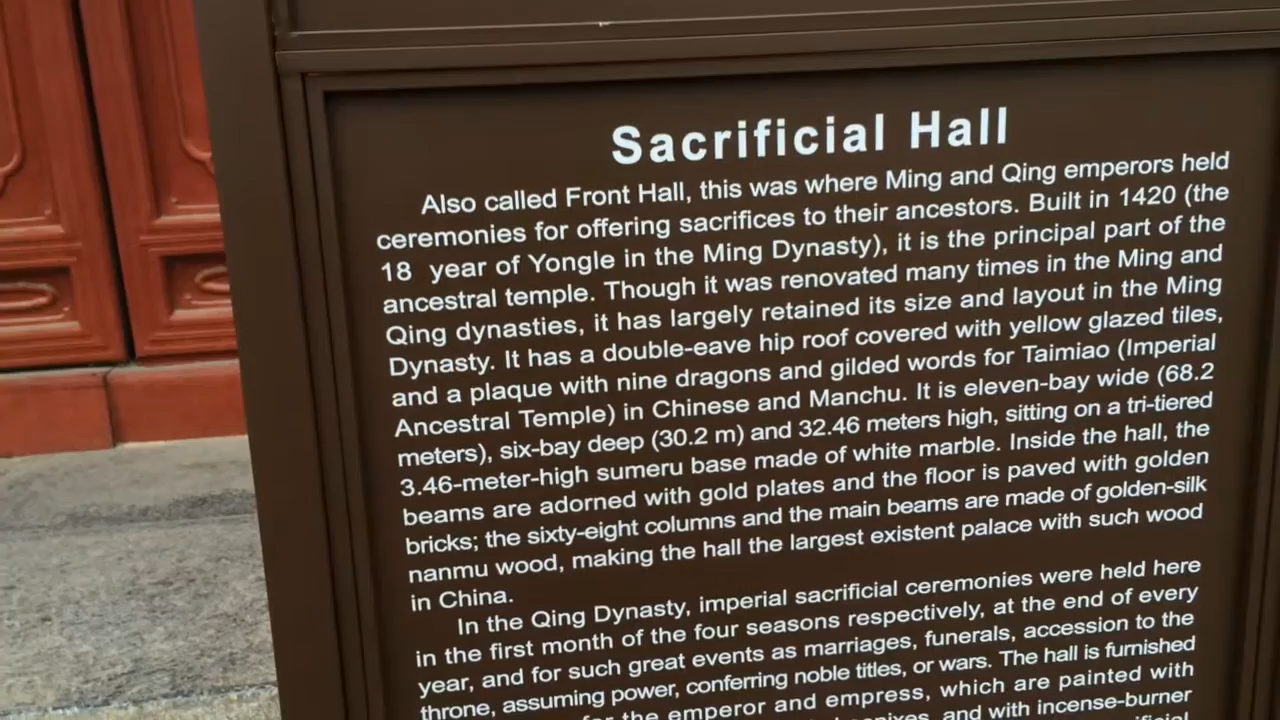 Sacrificial Hall
Also called Front Hall, this was where Ming and Qing emperors held
ceremonies for offering sacrifices to their ancestors. Built in 1420 (the
18 year of Yongle in the Ming Dynasty), it is the principal part of the
ancestral temple. Though it was renovated many times in the Ming and
Qing dynasties, it has largely retained its size and layout in the Ming
Dynasty. It has a double-eave hip roof covered with yellow glazed tiles,
and a plaque with nine dragons and gilded words for Taimiao (Imperial
Ancestral Temple) in Chinese and Manchu. It is eleven-bay wide (68.2
meters), six-bay deep (30.2 m) and 32.46 meters high, sitting on a tri-tiered
3.46-meter-high sumeru base made of white marble. Inside the hall, the
beams are adorned with gold plates and the floor is paved with golden
bricks; the sixty-eight columns and the main beams are made of golden-silk
nanmu wood, making the hall the largest existent palace with such wood
in China.
In the Qing Dynasty, imperial sacrificial ceremonies were held here
in the first month of the four seasons respectively, at the end of every
year, and for such great events as marriages, funerals, accession to the
throne, assuming power, conferring noble titles, or wars. The hall is furnished
for the emperor and empress, which are painted with
and with incense-burner